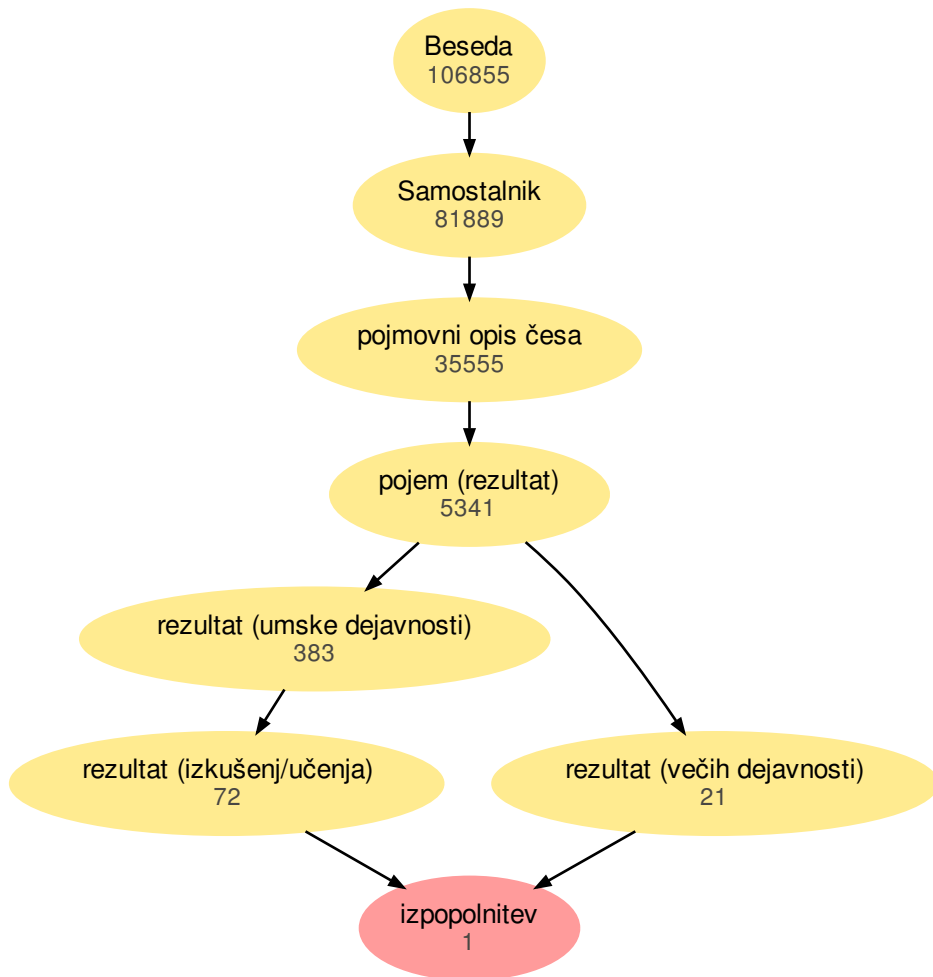 Beseda
106855
Samostalnik
81889
pojmovni opis česa
35555
pojem (rezultat)
5341
rezultat (umske dejavnosti)
383
rezultat (izkušenj/učenja)
72
rezultat (večih dejavnosti)
21
izpopolnitev
1